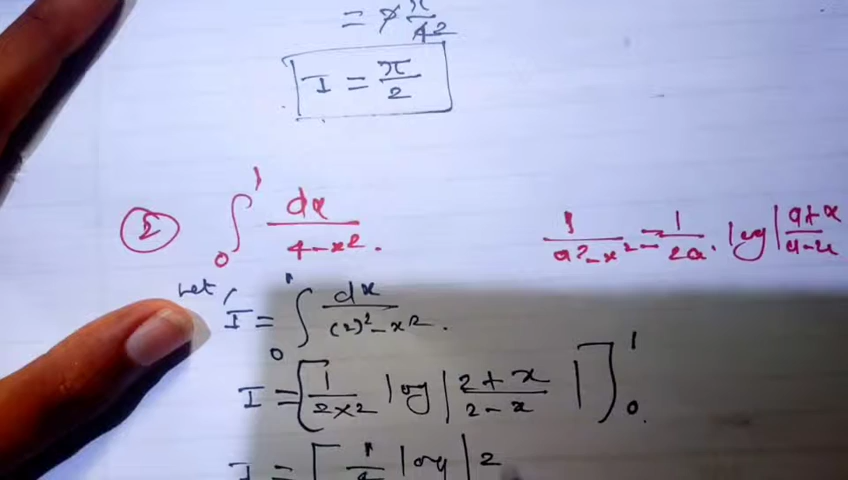 = π/42
I = π/2
② ∫₀¹ dx/4-x².
1/a²-x² = 1/2a . log|a+x/a-x
Let, I = ∫₀¹ dx/(2)²-x².
I = [1/2×2 log|2+x/2-x|]₀¹
I = [1/4 log|2